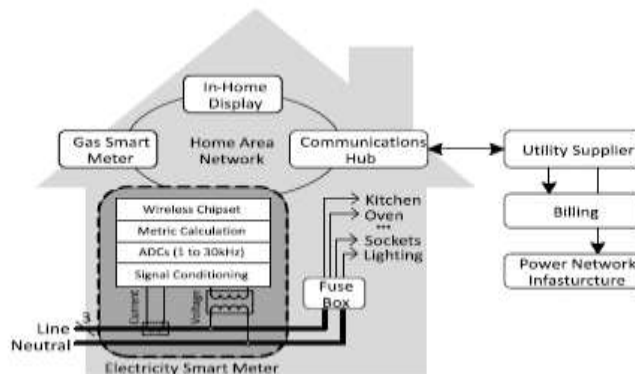 In-Home
Display
Gas Smart
Meter
Home Area
Network
Communications
Hub
Utility Supplier
Billing
Power Network
Infasturcture
Wireless Chipset
Metric Calculation
ADCs (1 to 30kHz)
Signal Conditioning
Current
Voltage
Kitchen
Oven
***
Sockets
Lighting
Fuse
Box
3
Line
Neutral
Electricity Smart Meter